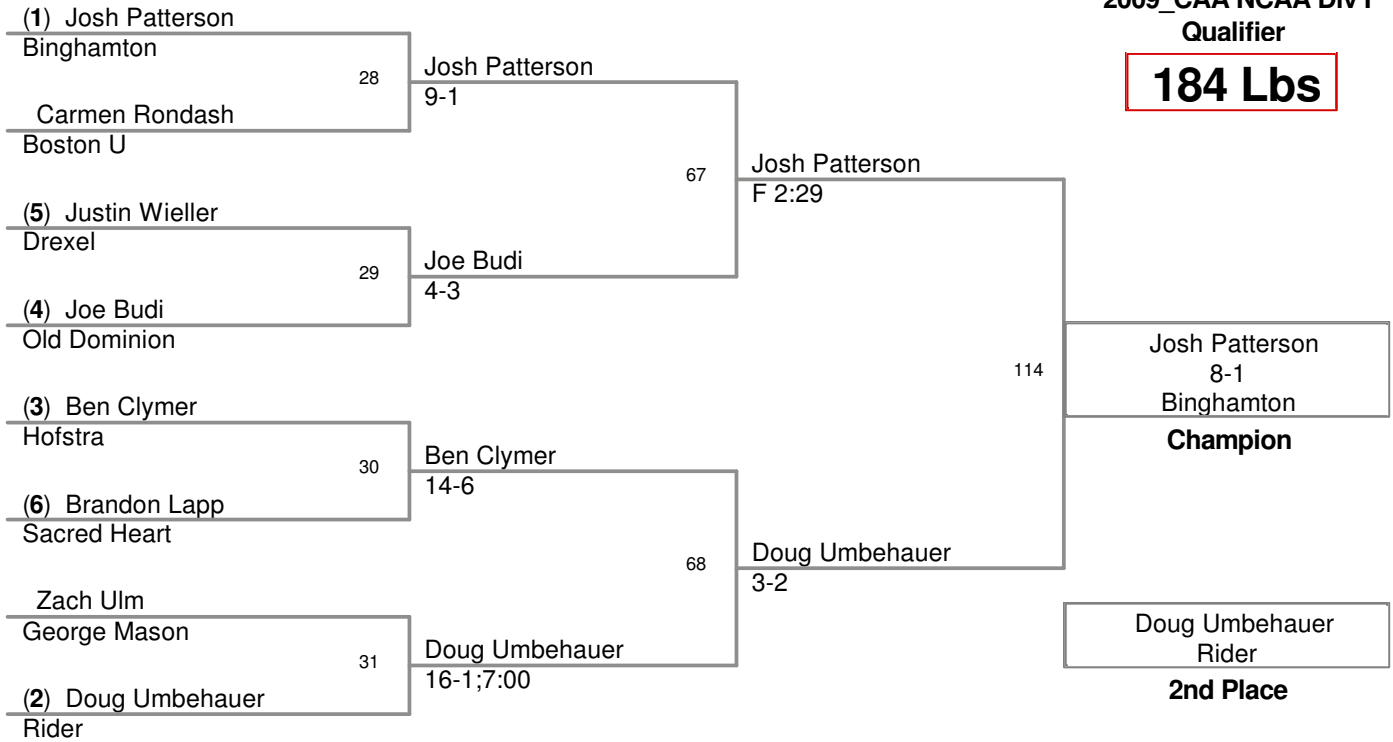 (1) Josh Patterson
Binghamton
28
Carmen Rondash
Boston U
Josh Patterson
9-1
(5) Justin Wieller
Drexel
29
(4) Joe Budi
Old Dominion
Joe Budi
4-3
67
Josh Patterson
F 2:29
(3) Ben Clymer
Hofstra
30
(6) Brandon Lapp
Sacred Heart
Ben Clymer
14-6
Zach Ulm
George Mason
31
(2) Doug Umbehauer
Rider
Doug Umbehauer
16-1;7:00
68
Doug Umbehauer
3-2
114
2009_CAA NCAA Div I
Qualifier
184 Lbs
Josh Patterson
8-1
Binghamton
Champion
Doug Umbehauer
Rider
2nd Place